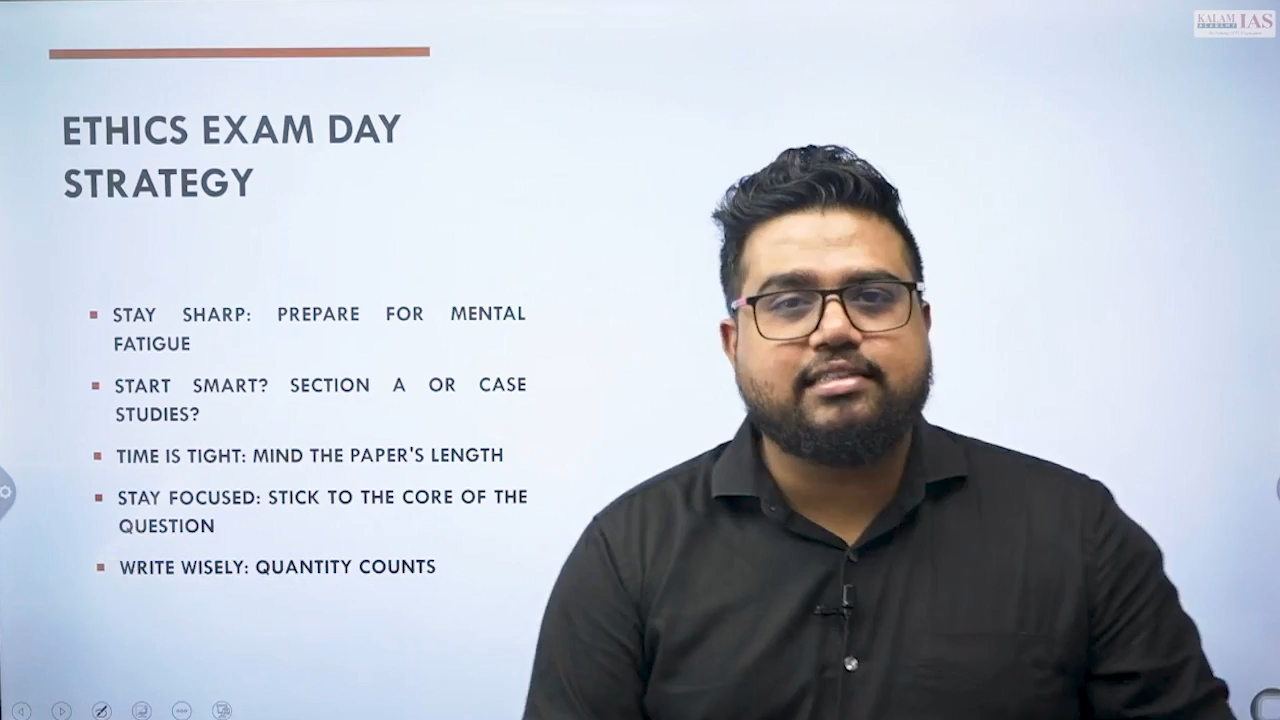 KALAM IAS
ACADEMY
ETHICS EXAM DAY
STRATEGY
STAY SHARP: PREPARE FOR MENTAL
FATIGUE
START SMART? SECTION A OR CASE
STUDIES?
TIME IS TIGHT: MIND THE PAPER'S LENGTH
STAY FOCUSED: STICK TO THE CORE OF THE
QUESTION
WRITE WISELY: QUANTITY COUNTS